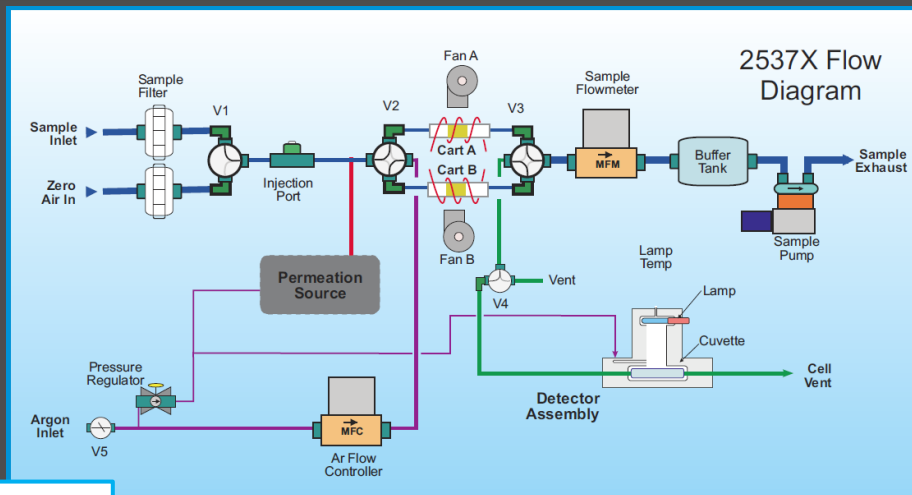 2537X Flow
Diagram
Fan A
Sample
Filter
Sample
Flowmeter
V1
V2
V3
Sample
Inlet
Cart A
Cart B
MFM
Buffer
Tank
Sample
Exhaust
Zero
Air In
Injection
Port
Fan B
Sample
Pump
Lamp
Temp
Permeation
Source
Vent
V4
Lamp
Cuvette
Pressure
Regulator
Cell
Vent
Detector
Assembly
Argon
Inlet
V5
MFC
Ar Flow
Controller